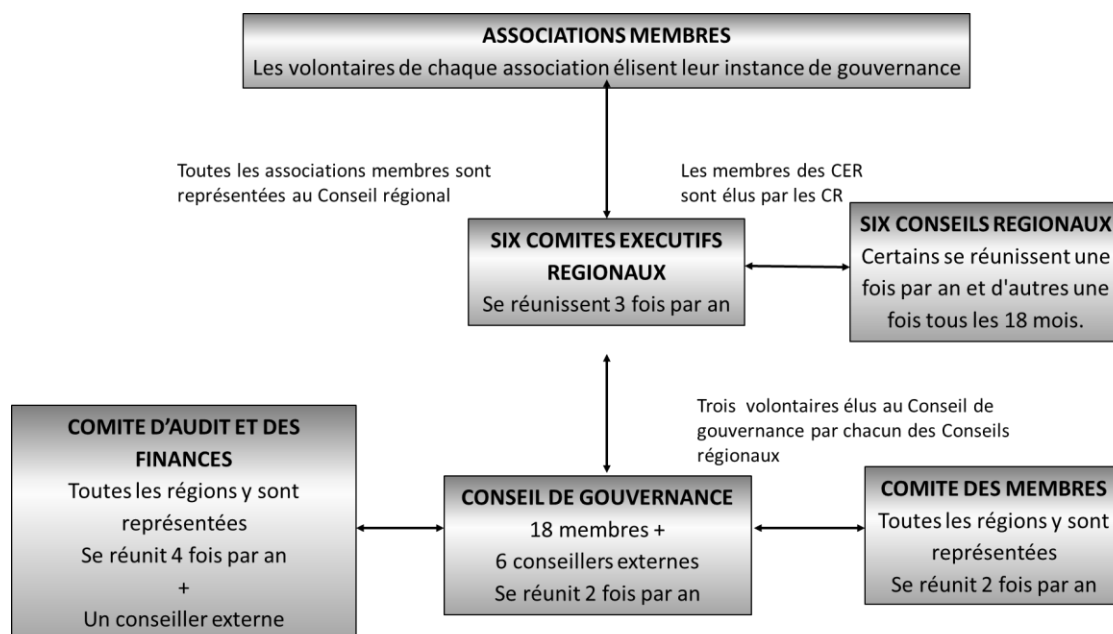 ASSOCIATIONS MEMBRES
Les volontaires de chaque association élisent leur instance de gouvernance
Toutes les associations membres sont
représentées au Conseil régional
Les membres des CER
sont élus par les CR
SIX COMITES EXECUTIFS
REGIONAUX
Se réunissent 3 fois par an
SIX CONSEILS REGIONAUX
Certains se réunissent une
fois par an et d'autres une
fois tous les 18 mois.
Trois volontaires élus au Conseil de
gouvernance par chacun des Conseils
régionaux
COMITE D'AUDIT ET DES
FINANCES
Toutes les régions y sont
représentées
Se réunit 4 fois par an
+
Un conseiller externe
CONSEIL DE GOUVERNANCE
18 membres +
6 conseillers externes
Se réunit 2 fois par an
COMITE DES MEMBRES
Toutes les régions y sont
représentées
Se réunit 2 fois par an